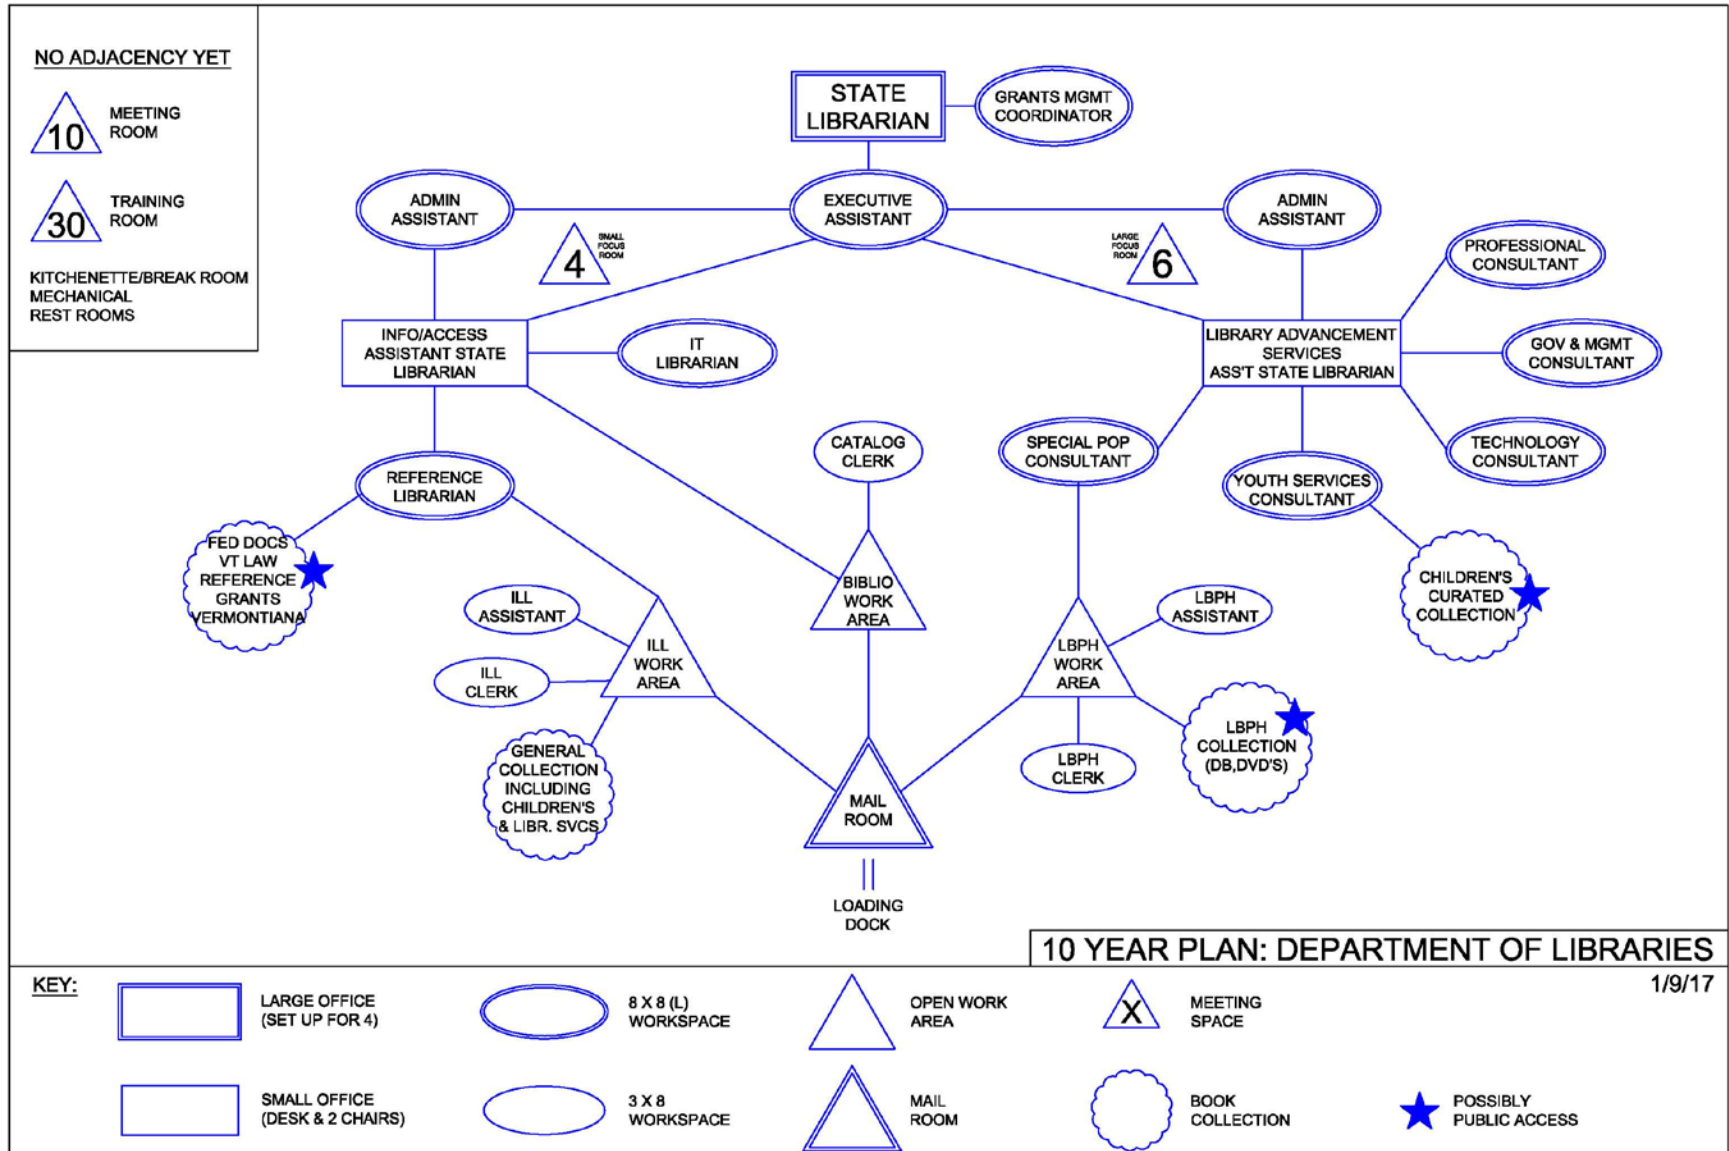 NO ADJACENCY YET
10
MEETING
ROOM
30
TRAINING
ROOM
KITCHENETTE/BREAK ROOM
MECHANICAL
REST ROOMS
STATE
LIBRARIAN
GRANTS MGMT
COORDINATOR
ADMIN
ASSISTANT
EXECUTIVE
ASSISTANT
ADMIN
ASSISTANT
4
SMALL
FOCUS
ROOM
LARGE
FOCUS
ROOM
6
PROFESSIONAL
CONSULTANT
INFO/ACCESS
ASSISTANT STATE
LIBRARIAN
IT
LIBRARIAN
LIBRARY ADVANCEMENT
SERVICES
ASS'T STATE LIBRARIAN
GOV & MGMT
CONSULTANT
CATALOG
CLERK
SPECIAL POP
CONSULTANT
TECHNOLOGY
CONSULTANT
REFERENCE
LIBRARIAN
YOUTH SERVICES
CONSULTANT
FED DOCS
VT LAW
REFERENCE
GRANTS
VERMONTIANA
BIBLIO
WORK
AREA
CHILDREN'S
CURATED
COLLECTION
ILL
ASSISTANT
LBPH
ASSISTANT
ILL
WORK
AREA
LBPH
WORK
AREA
ILL
CLERK
LBPH
COLLECTION
(DB,DVD'S)
GENERAL
COLLECTION
INCLUDING
CHILDREN'S
& LIBR. SVCS
LBPH
CLERK
MAIL
ROOM
LOADING
DOCK
10 YEAR PLAN: DEPARTMENT OF LIBRARIES
1/9/17
KEY:
LARGE OFFICE
(SET UP FOR 4)
8 X 8 (L)
WORKSPACE
OPEN WORK
AREA
X
MEETING
SPACE
SMALL OFFICE
(DESK & 2 CHAIRS)
3 X 8
WORKSPACE
MAIL
ROOM
BOOK
COLLECTION
POSSIBLY
PUBLIC ACCESS